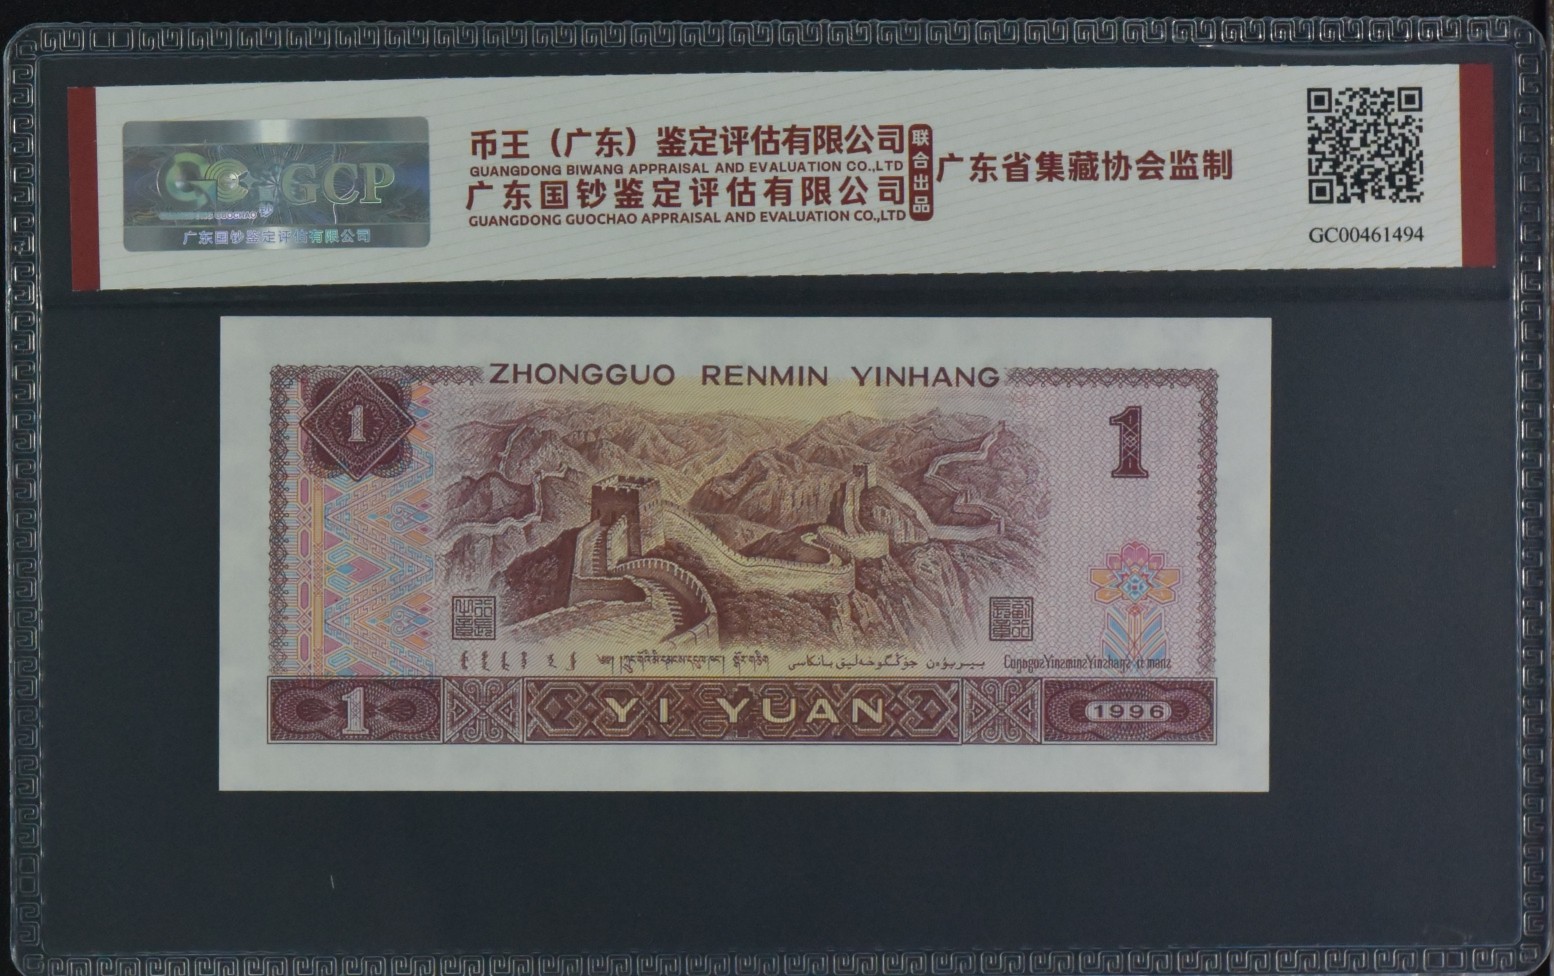 GC GCP
广东国钞鉴定评估有限公司
币王（广东）鉴定评估有限公司
GUANGDONG BIWANG APPRAISAL AND EVALUATION CO.,LTD
广东国钞鉴定评估有限公司
GUANGDONG GUOCHAO APPRAISAL AND EVALUATION CO.,LTD
联合出品
广东省集藏协会监制
GC00461494
ZHONGGUO RENMIN YINHANG
1
1
1
YI YUAN
1996